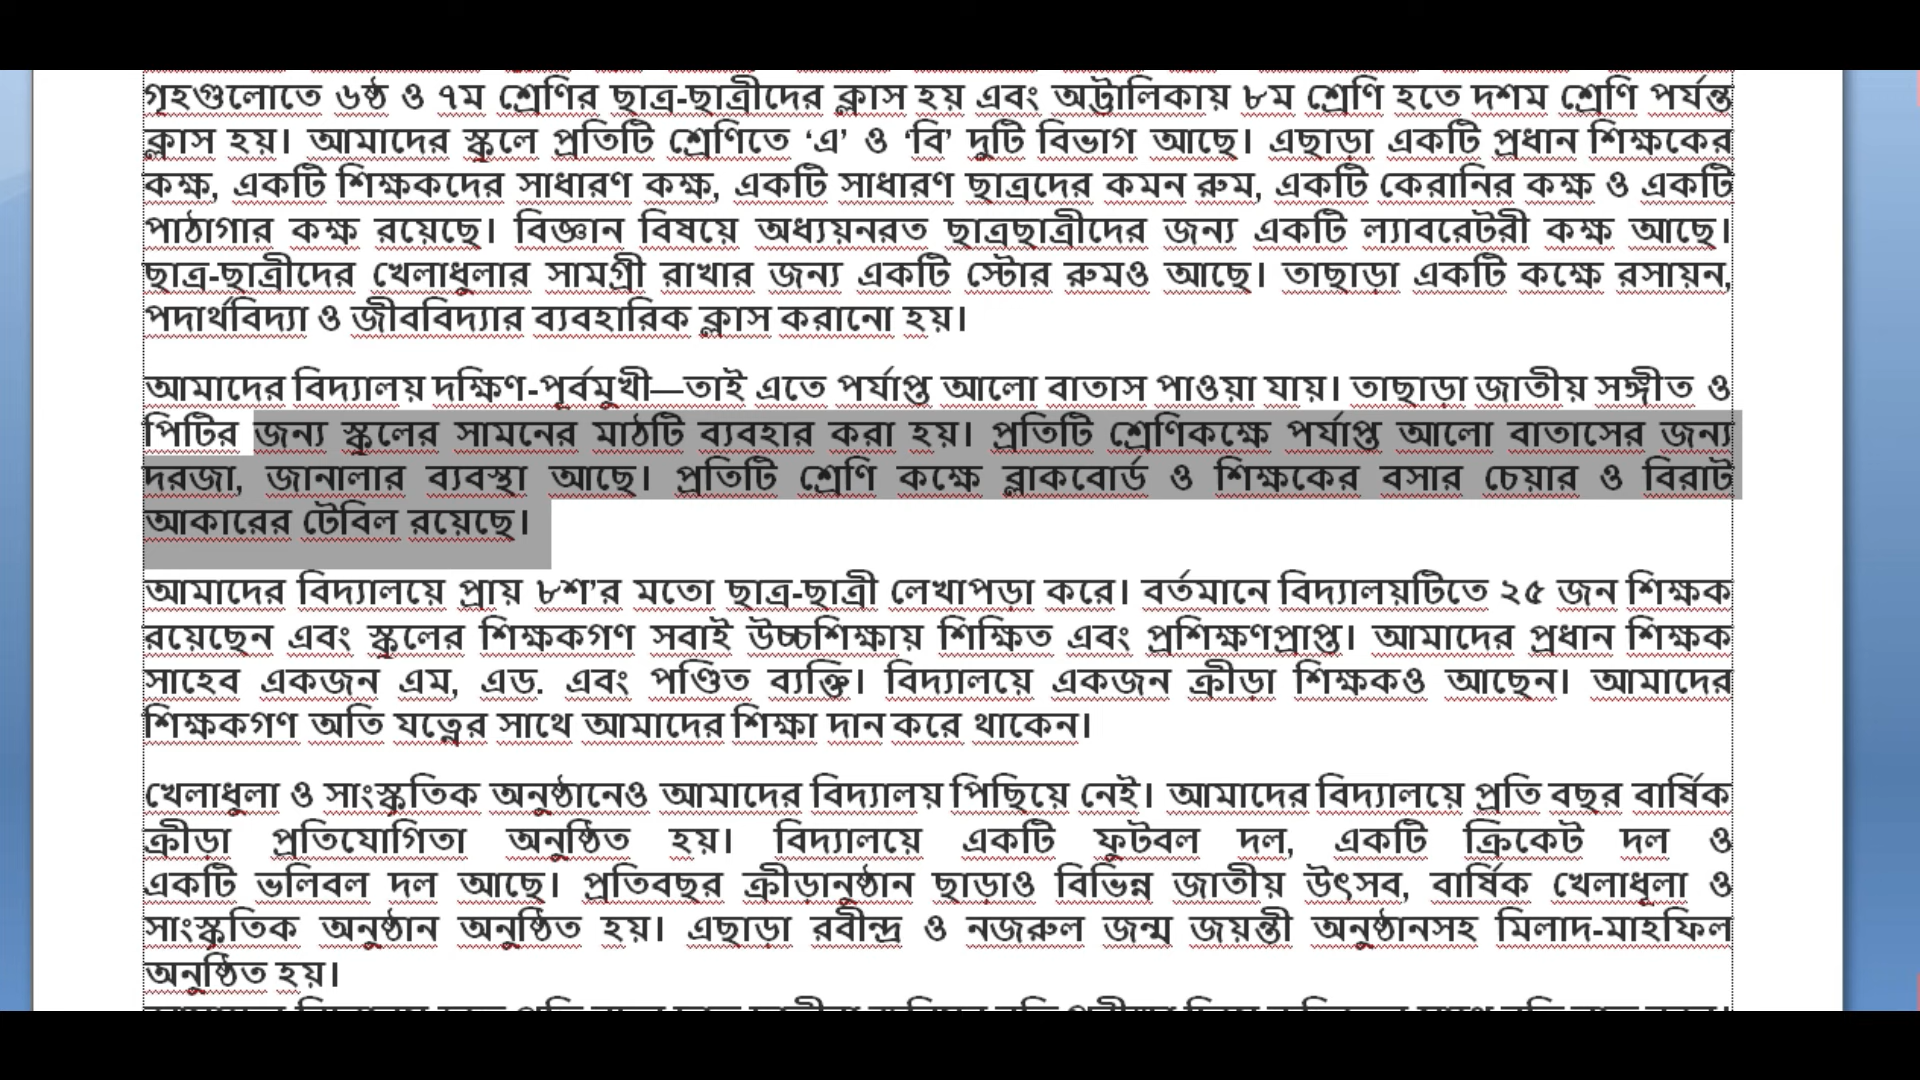 গৃহগুলোতে ৬ষ্ঠ ও ৭ম শ্রেণির ছাত্র-ছাত্রীদের ক্লাস হয় এবং অট্টালিকায় ৮ম শ্রেণি হতে দশম শ্রেণি পর্যন্ত
ক্লাস হয়। আমাদের স্কুলে প্রতিটি শ্রেণিতে ‘এ’ ও ‘বি’ দুটি বিভাগ আছে। এছাড়া একটি প্রধান শিক্ষকের
কক্ষ, একটি শিক্ষকদের সাধারণ কক্ষ, একটি সাধারণ ছাত্রদের কমন রুম, একটি কেরানির কক্ষ ও একটি
পাঠাগার কক্ষ রয়েছে। বিজ্ঞান বিষয়ে অধ্যয়নরত ছাত্রছাত্রীদের জন্য একটি ল্যাবরেটরী কক্ষ আছে।
ছাত্র-ছাত্রীদের খেলাধুলার সামগ্রী রাখার জন্য একটি স্টোর রুমও আছে। তাছাড়া একটি কক্ষে রসায়ন,
পদার্থবিদ্যা ও জীববিদ্যার ব্যবহারিক ক্লাস করানো হয়।
আমাদের বিদ্যালয় দক্ষিণ-পূর্বমুখী—তাই এতে পর্যাপ্ত আলো বাতাস পাওয়া যায়। তাছাড়া জাতীয় সঙ্গীত ও
পিটির জন্য স্কুলের সামনের মাঠটি ব্যবহার করা হয়। প্রতিটি শ্রেণিকক্ষে পর্যাপ্ত আলো বাতাসের জন্য
দরজা, জানালার ব্যবস্থা আছে। প্রতিটি শ্রেণি কক্ষে ব্লাকবোর্ড ও শিক্ষকের বসার চেয়ার ও বিরাট
আকারের টেবিল রয়েছে।
আমাদের বিদ্যালয়ে প্রায় ৮শ’র মতো ছাত্র-ছাত্রী লেখাপড়া করে। বর্তমানে বিদ্যালয়টিতে ২৫ জন শিক্ষক
রয়েছেন এবং স্কুলের শিক্ষকগণ সবাই উচ্চশিক্ষায় শিক্ষিত এবং প্রশিক্ষণপ্রাপ্ত। আমাদের প্রধান শিক্ষক
সাহেব একজন এম, এড. এবং পণ্ডিত ব্যক্তি। বিদ্যালয়ে একজন ক্রীড়া শিক্ষকও আছেন। আমাদের
শিক্ষকগণ অতি যত্নের সাথে আমাদের শিক্ষা দান করে থাকেন।
খেলাধুলা ও সাংস্কৃতিক অনুষ্ঠানেও আমাদের বিদ্যালয় পিছিয়ে নেই। আমাদের বিদ্যালয়ে প্রতি বছর বার্ষিক
ক্রীড়া প্রতিযোগিতা অনুষ্ঠিত হয়। বিদ্যালয়ে একটি ফুটবল দল, একটি ক্রিকেট দল ও
একটি ভলিবল দল আছে। প্রতিবছর ক্রীড়ানুষ্ঠান ছাড়াও বিভিন্ন জাতীয় উৎসব, বার্ষিক খেলাধূলা ও
সাংস্কৃতিক অনুষ্ঠান অনুষ্ঠিত হয়। এছাড়া রবীন্দ্র ও নজরুল জন্ম জয়ন্তী অনুষ্ঠানসহ মিলাদ-মাহফিল
অনুষ্ঠিত হয়।